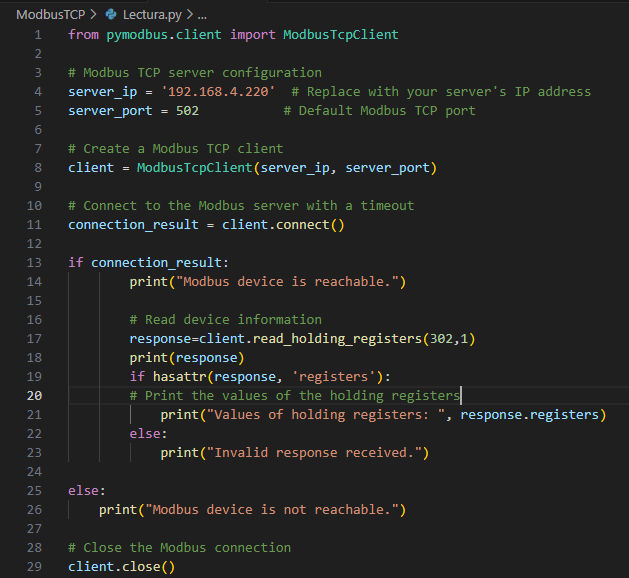 ModbusTCP > Lectura.py > ...
1 from pymodbus.client import ModbusTcpClient
2
3 # Modbus TCP server configuration
4 server_ip = '192.168.4.220'  # Replace with your server's IP address
5 server_port = 502           # Default Modbus TCP port
6
7 # Create a Modbus TCP client
8 client = ModbusTcpClient(server_ip, server_port)
9
10 # Connect to the Modbus server with a timeout
11 connection_result = client.connect()
12
13 if connection_result:
14         print("Modbus device is reachable.")
15
16         # Read device information
17         response=client.read_holding_registers(302,1)
18         print(response)
19         if hasattr(response, 'registers'):
20         # Print the values of the holding registers
21             print("Values of holding registers: ", response.registers)
22         else:
23             print("Invalid response received.")
24
25 else:
26     print("Modbus device is not reachable.")
27
28 # Close the Modbus connection
29 client.close()